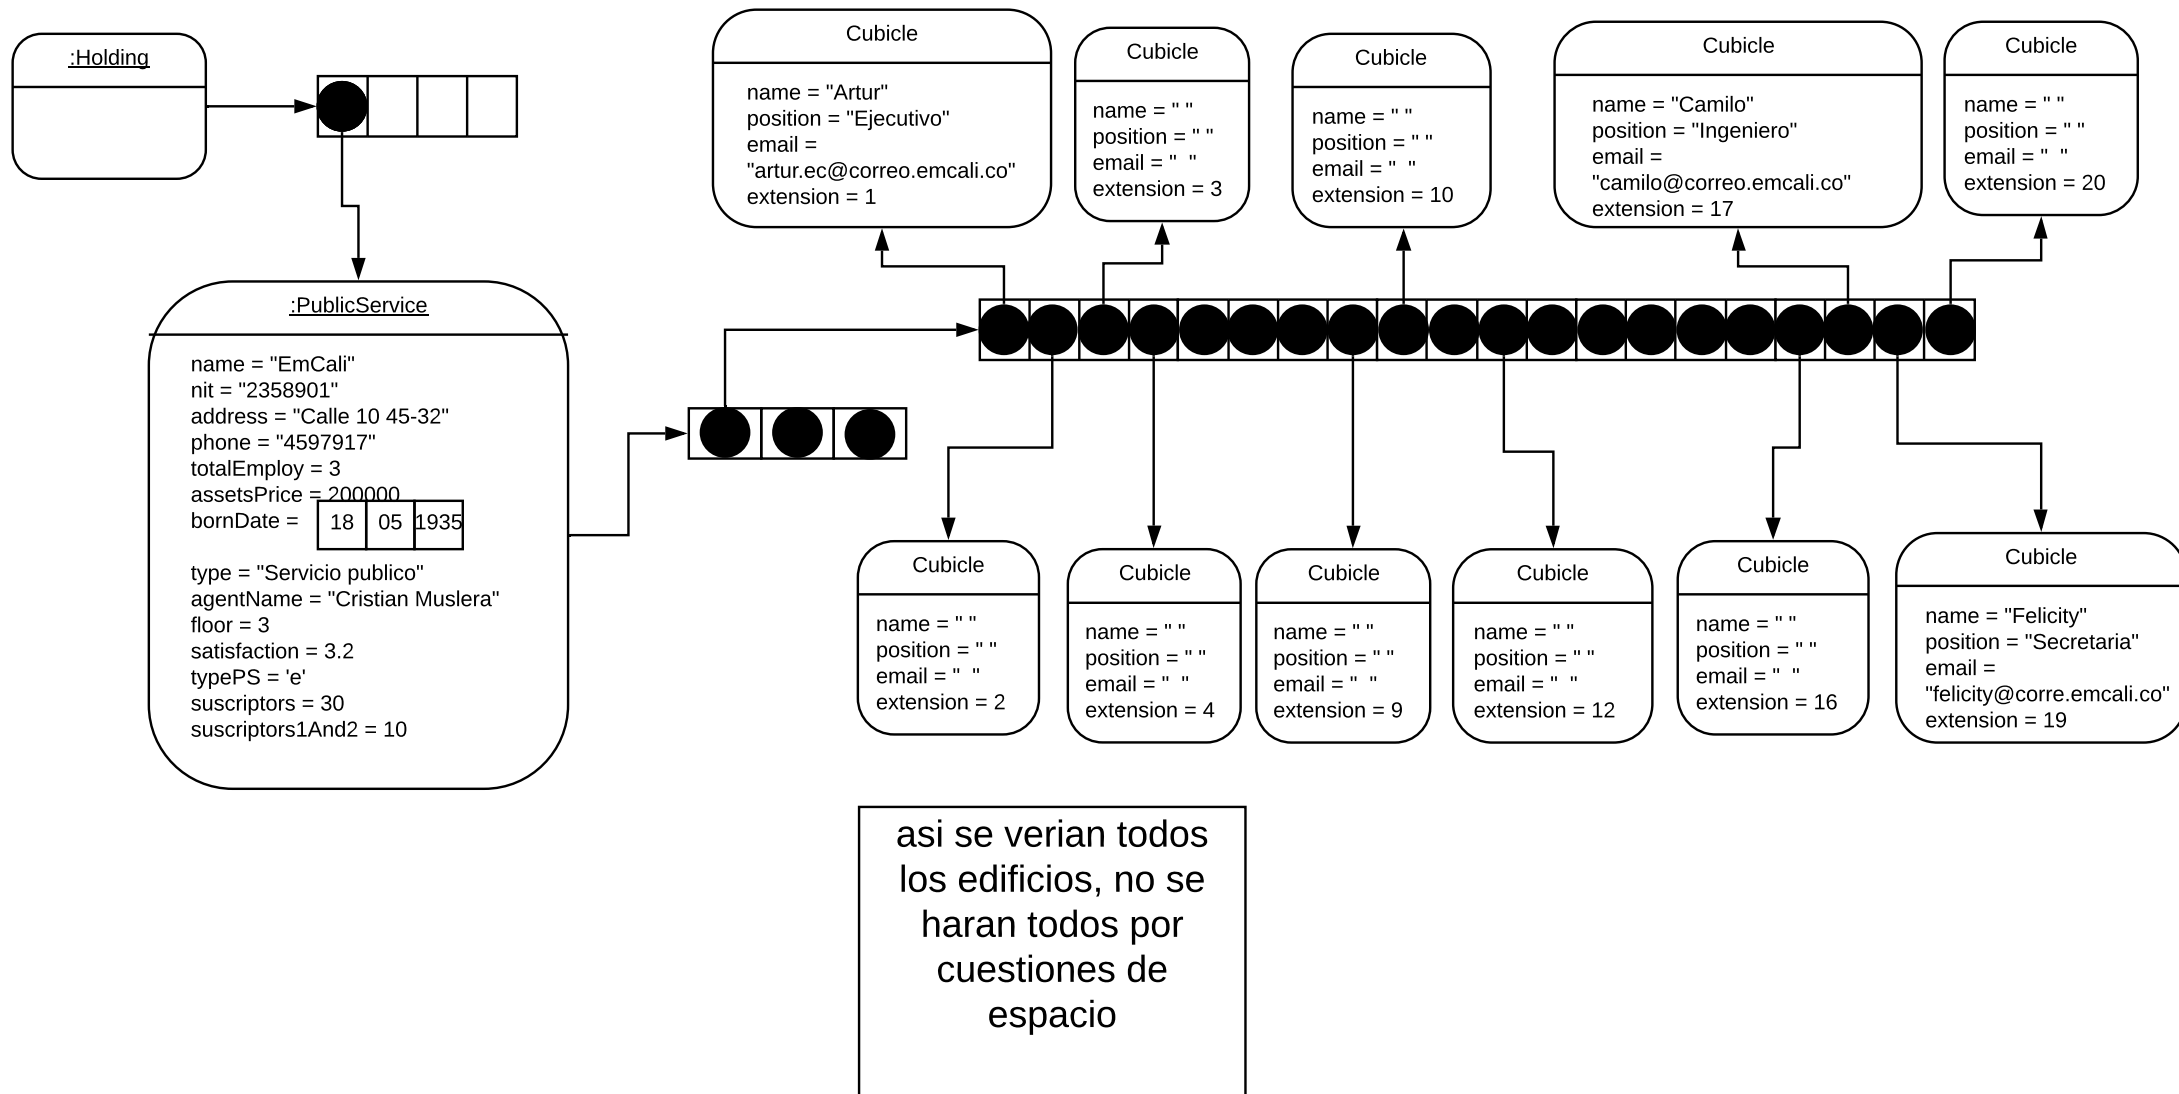 :Holding
Cubicle
name = "Artur"
position = "Ejecutivo"
email =
"artur.ec@correo.emcali.co"
extension = 1
Cubicle
name = " "
position = " "
email = "  "
extension = 3
Cubicle
name = " "
position = " "
email = "  "
extension = 10
Cubicle
name = "Camilo"
position = "Ingeniero"
email =
"camilo@correo.emcali.co"
extension = 17
Cubicle
name = " "
position = " "
email = "  "
extension = 20
:PublicService
name = "EmCali"
nit = "2358901"
address = "Calle 10 45-32"
phone = "4597917"
totalEmploy = 3
assetsPrice = 200000
bornDate = 18 05 1935
type = "Servicio publico"
agentName = "Cristian Muslera"
floor = 3
satisfaction = 3.2
typePS = 'e'
suscriptors = 30
suscriptors1And2 = 10
Cubicle
name = " "
position = " "
email = "  "
extension = 2
Cubicle
name = " "
position = " "
email = "  "
extension = 4
Cubicle
name = " "
position = " "
email = "  "
extension = 9
Cubicle
name = " "
position = " "
email = "  "
extension = 12
Cubicle
name = " "
position = " "
email = "  "
extension = 16
Cubicle
name = "Felicity"
position = "Secretaria"
email =
"felicity@corre.emcali.co"
extension = 19
asi se verian todos
los edificios, no se
haran todos por
cuestiones de
espacio